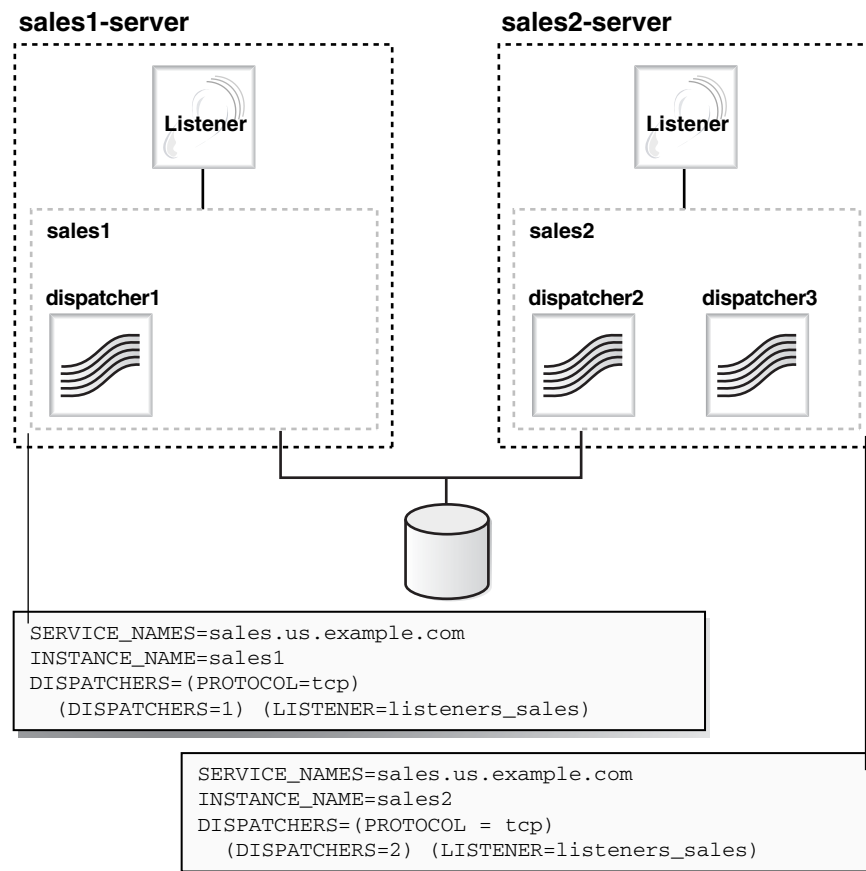 sales1-server
sales2-server
Listener
Listener
sales1
sales2
dispatcher1
dispatcher2
dispatcher3
SERVICE_NAMES=sales.us.example.com
INSTANCE_NAME=sales1
DISPATCHERS=(PROTOCOL=tcp)
(DISPATCHERS=1) (LISTENER=listeners_sales)
SERVICE_NAMES=sales.us.example.com
INSTANCE_NAME=sales2
DISPATCHERS=(PROTOCOL = tcp)
(DISPATCHERS=2) (LISTENER=listeners_sales)